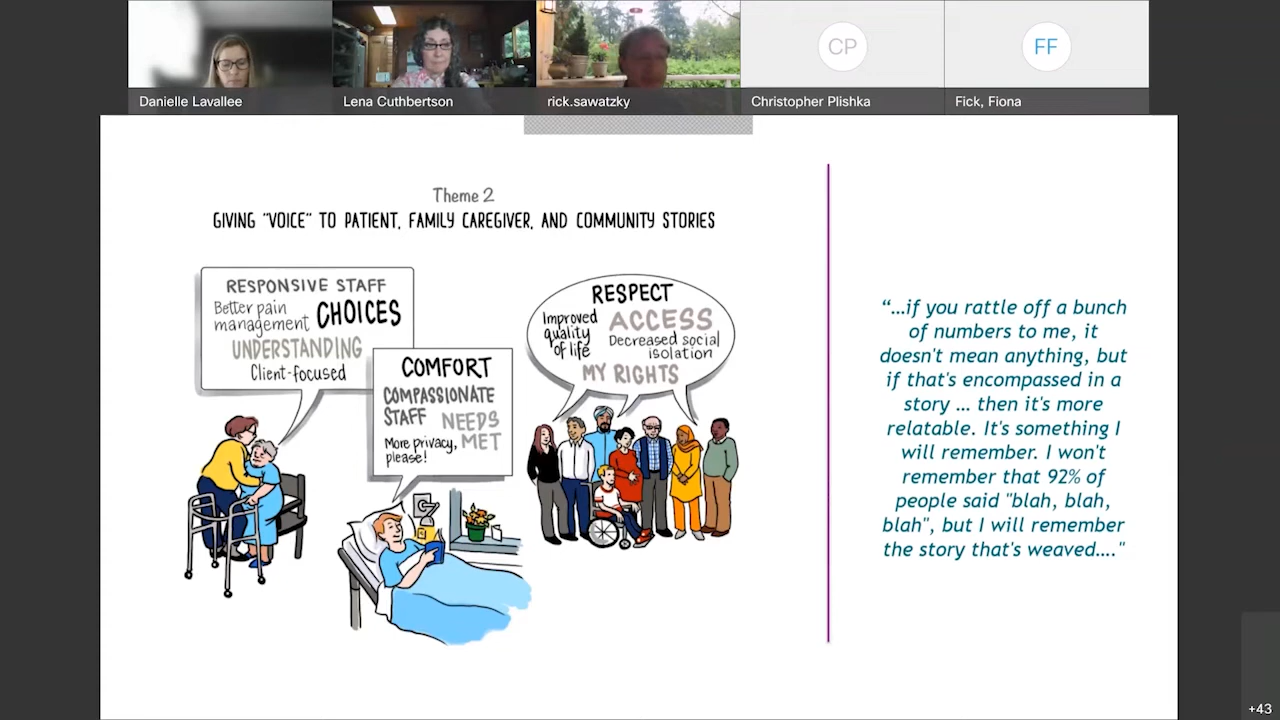 CP
FF
Danielle Lavallee
Lena Cuthbertson
rick.sawatzky
Christopher Plishka
Fick, Fiona
Theme 2
GIVING "VOICE" TO PATIENT, FAMILY CAREGIVER, AND COMMUNITY STORIES
RESPONSIVE STAFF
Better pain
management
CHOICES
UNDERSTANDING
Client-focused
COMFORT
COMPASSIONATE
STAFF
NEEDS
MET
More privacy,
please!
RESPECT
Improved
quality
of life
ACCESS
Decreased social
isolation
MY RIGHTS
“...if you rattle off a bunch
of numbers to me, it
doesn't mean anything, but
if that's encompassed in a
story ... then it's more
relatable. It's something I
will remember. I won't
remember that 92% of
people said "blah, blah,
blah", but I will remember
the story that's weaved...."
+43